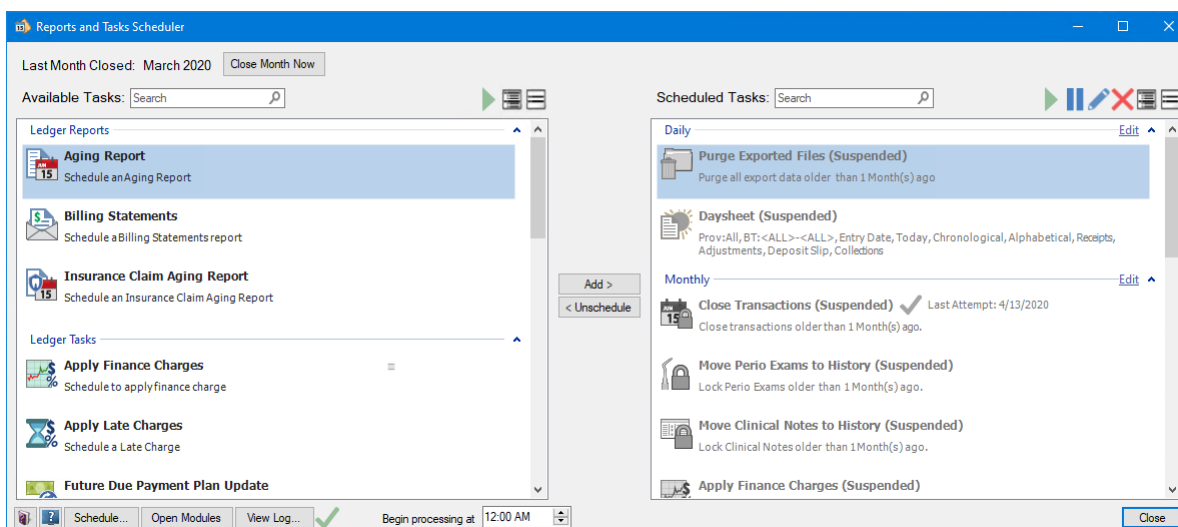 Reports and Tasks Scheduler
Last Month Closed: March 2020 Close Month Now
Available Tasks: Search
Ledger Reports
JUN 15
Aging Report
Schedule an Aging Report
Billing Statements
Schedule a Billing Statements report
15
Insurance Claim Aging Report
Schedule an Insurance Claim Aging Report
Ledger Tasks
Apply Finance Charges
Schedule to apply finance charge
Apply Late Charges
Schedule a Late Charge
Future Due Payment Plan Update
Add >
< Unschedule
Scheduled Tasks: Search
Daily Edit
Purge Exported Files (Suspended)
Purge all export data older than 1 Month(s) ago
Daysheet (Suspended)
Prov:All, BT:<ALL>-<ALL>, Entry Date, Today, Chronological, Alphabetical, Receipts,
Adjustments, Deposit Slip, Collections
Monthly Edit
15
Close Transactions (Suspended) Last Attempt: 4/13/2020
Close transactions older than 1 Month(s) ago.
Move Perio Exams to History (Suspended)
Lock Perio Exams older than 1 Month(s) ago.
Move Clinical Notes to History (Suspended)
Lock Clinical Notes older than 1 Month(s) ago.
Apply Finance Charges (Suspended)
Schedule... Open Modules View Log... Begin processing at 12:00 AM Close